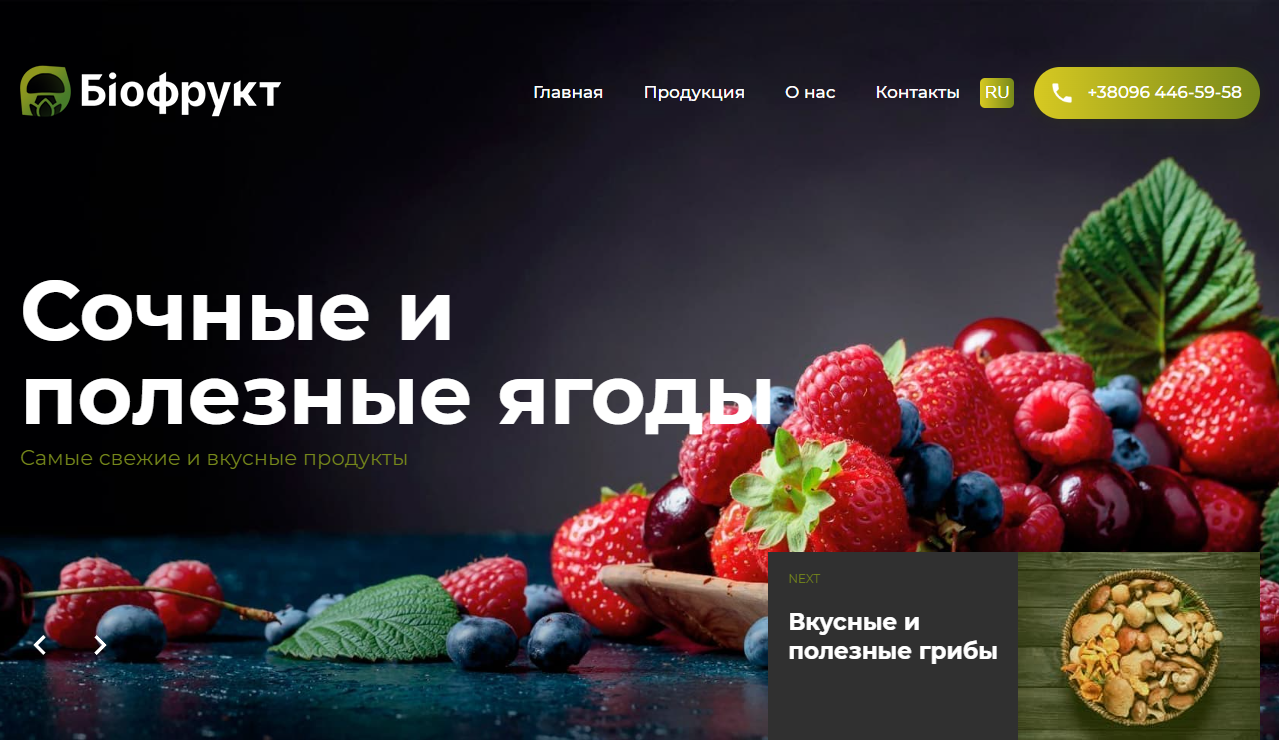 Біофрукт
Главная
Продукция
О нас
Контакты
RU
+38096 446-59-58
Сочные и
полезные ягоды
Самые свежие и вкусные продукты
NEXT
Вкусные и
полезные грибы